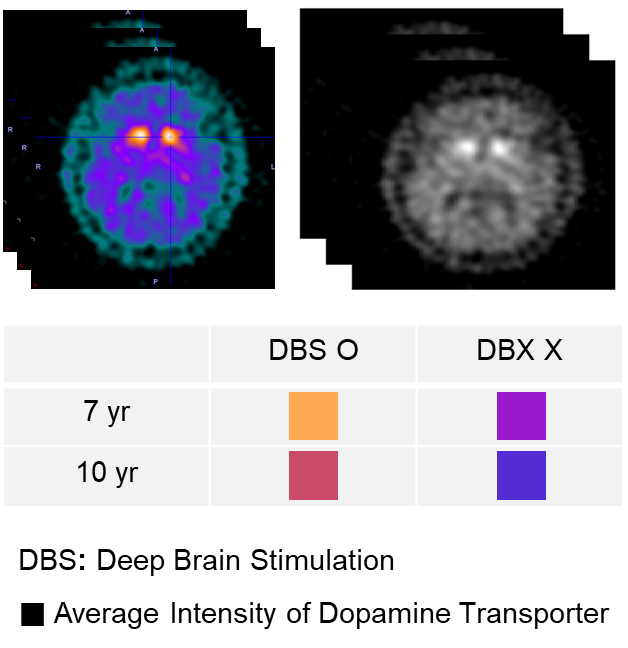 A
A
A
R
R
R
L
P
DBS O DBX X
7 yr
10 yr
DBS: Deep Brain Stimulation
Average Intensity of Dopamine Transporter